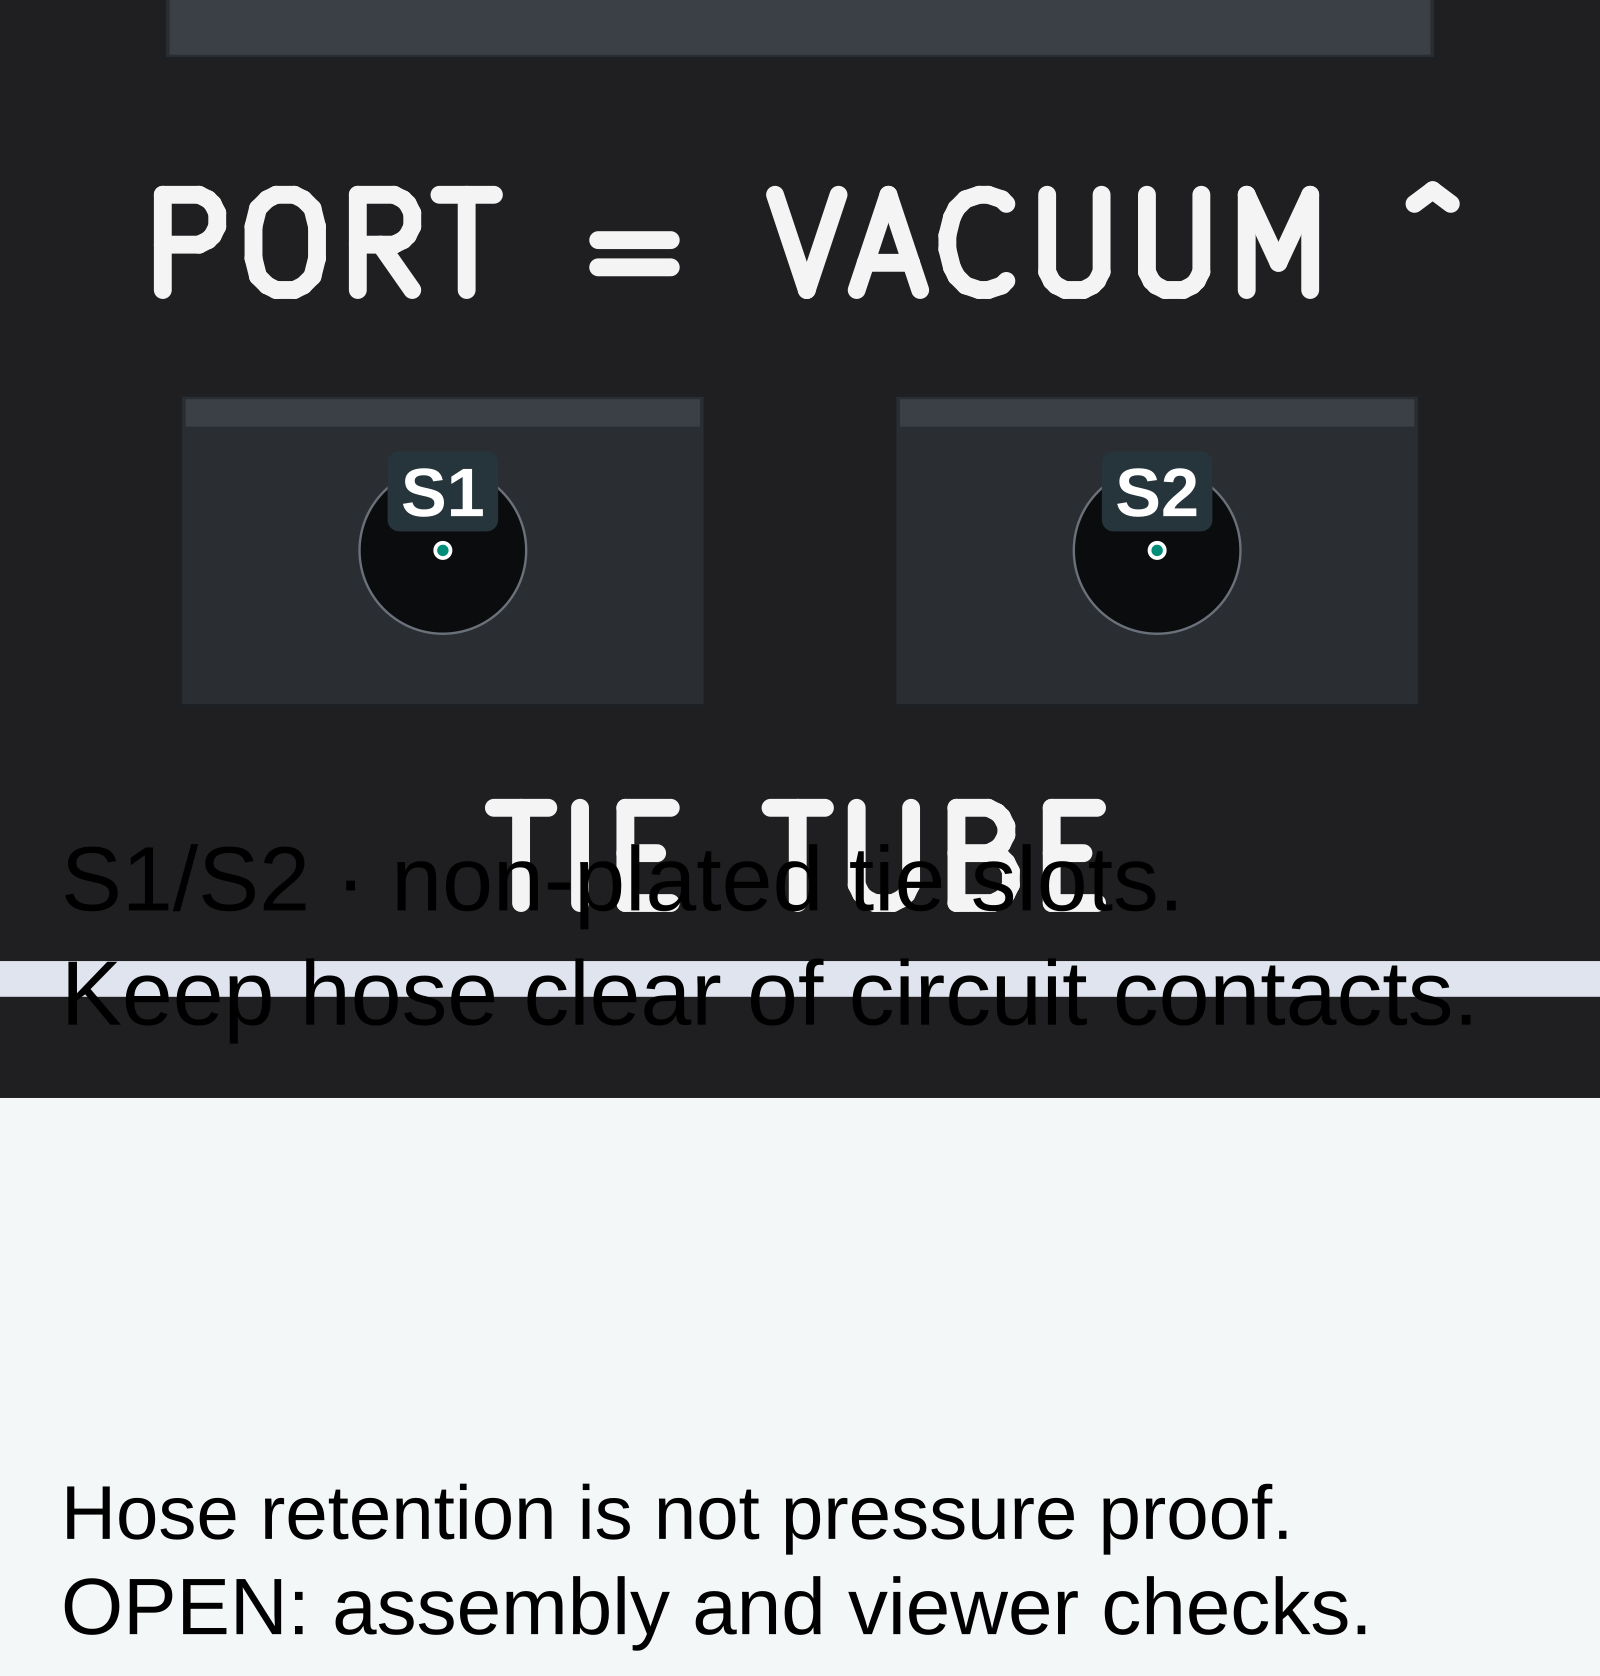 PORT = VACUUM ^
S1 S2
TIE TUBE
S1/S2 · non-plated tie slots.
Keep hose clear of circuit contacts.
Hose retention is not pressure proof.
OPEN: assembly and viewer checks.